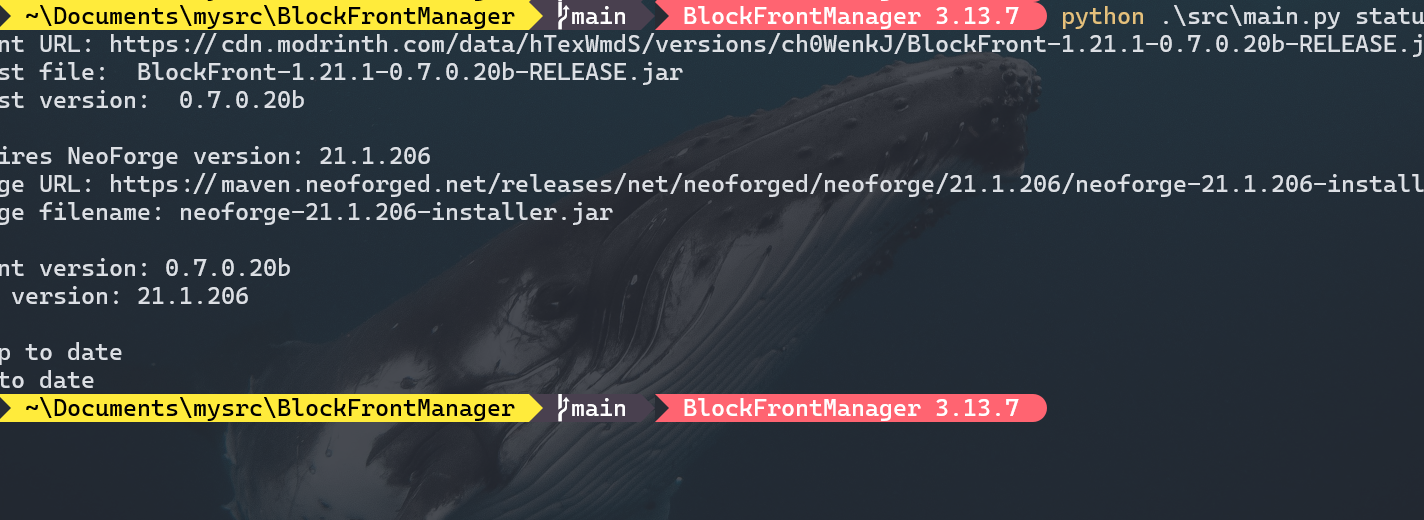 ~\Documents\mysrc\BlockFrontManager main BlockFrontManager 3.13.7 python .\src\main.py statu
nt URL: https://cdn.modrinth.com/data/hTexWmdS/versions/ch0WenkJ/BlockFront-1.21.1-0.7.0.20b-RELEASE.j
st file: BlockFront-1.21.1-0.7.0.20b-RELEASE.jar
st version: 0.7.0.20b
ires NeoForge version: 21.1.206
ge URL: https://maven.neoforged.net/releases/net/neoforged/neoforge/21.1.206/neoforge-21.1.206-install
ge filename: neoforge-21.1.206-installer.jar
nt version: 0.7.0.20b
version: 21.1.206
p to date
to date
~\Documents\mysrc\BlockFrontManager main BlockFrontManager 3.13.7